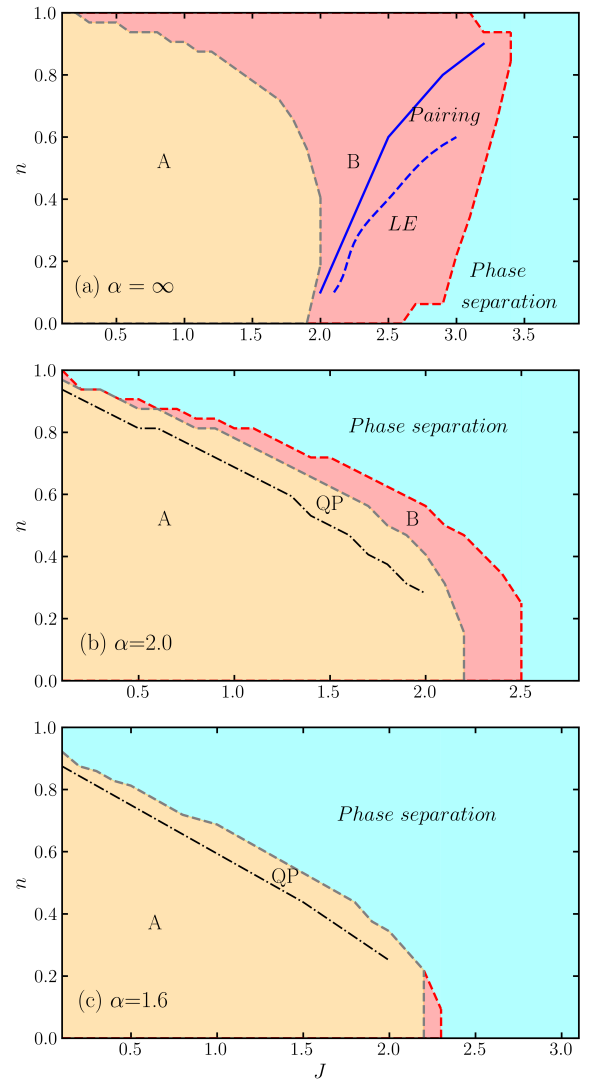 1.0
0.8
0.6
0.4
0.2
0.0
n
A
B
Pairing
LE
Phase
separation
(a) α = ∞
0.5 1.0 1.5 2.0 2.5 3.0 3.5
1.0
0.8
0.6
0.4
0.2
0.0
n
Phase separation
QP
A
B
(b) α=2.0
0.5 1.0 1.5 2.0 2.5
1.0
0.8
0.6
0.4
0.2
0.0
n
Phase separation
QP
A
(c) α=1.6
0.5 1.0 1.5 2.0 2.5 3.0
J